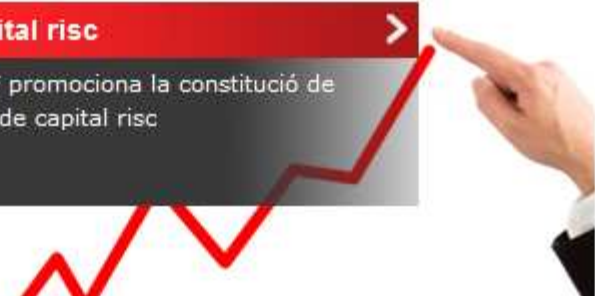 ital risc
promociona la constitució de
de capital risc